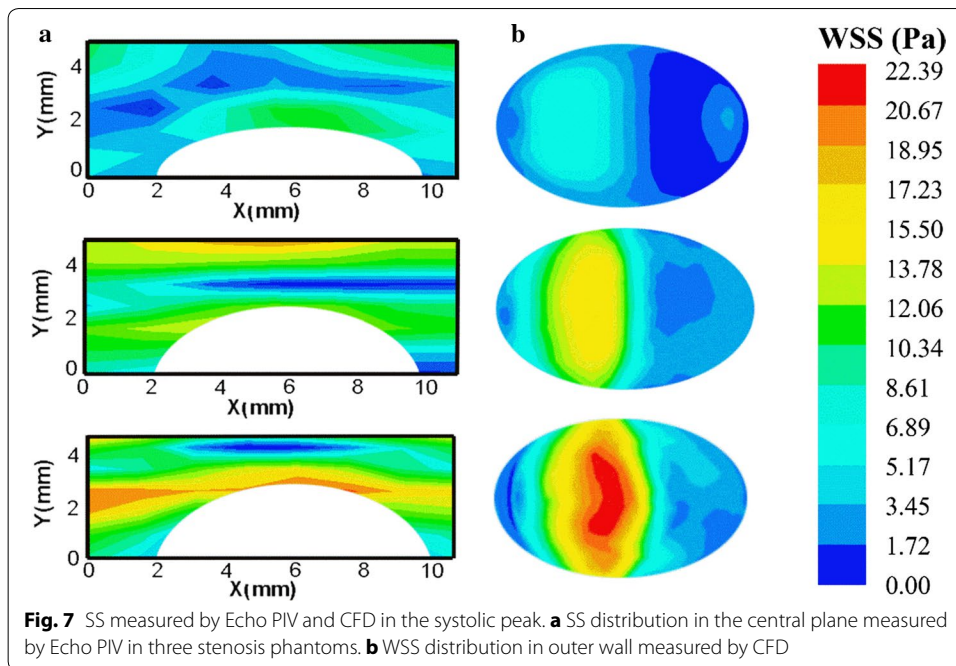 a
b
WSS (Pa)
22.39
20.67
18.95
17.23
15.50
13.78
12.06
10.34
8.61
6.89
5.17
3.45
1.72
0.00
Y(mm)
4
2
0
0 2 4 6 8 10
X(mm)
Y(mm)
4
2
0
0 2 4 6 8 10
X(mm)
Y(mm)
4
2
0
0 2 4 6 8 10
X(mm)
Fig. 7 SS measured by Echo PIV and CFD in the systolic peak. a SS distribution in the central plane measured
by Echo PIV in three stenosis phantoms. b WSS distribution in outer wall measured by CFD